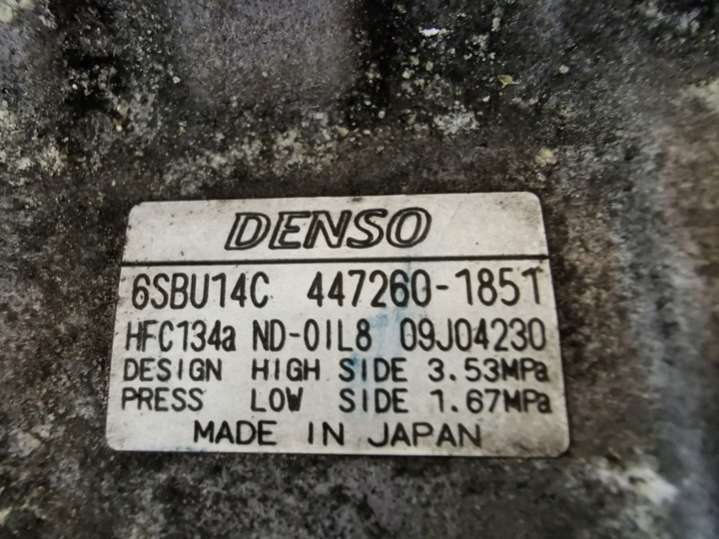 DENSO
6SBU14C 447260-1851
HFC134a ND-OIL8 09J04230
DESIGN HIGH SIDE 3.53MPa
PRESS LOW SIDE 1.67MPa
MADE IN JAPAN